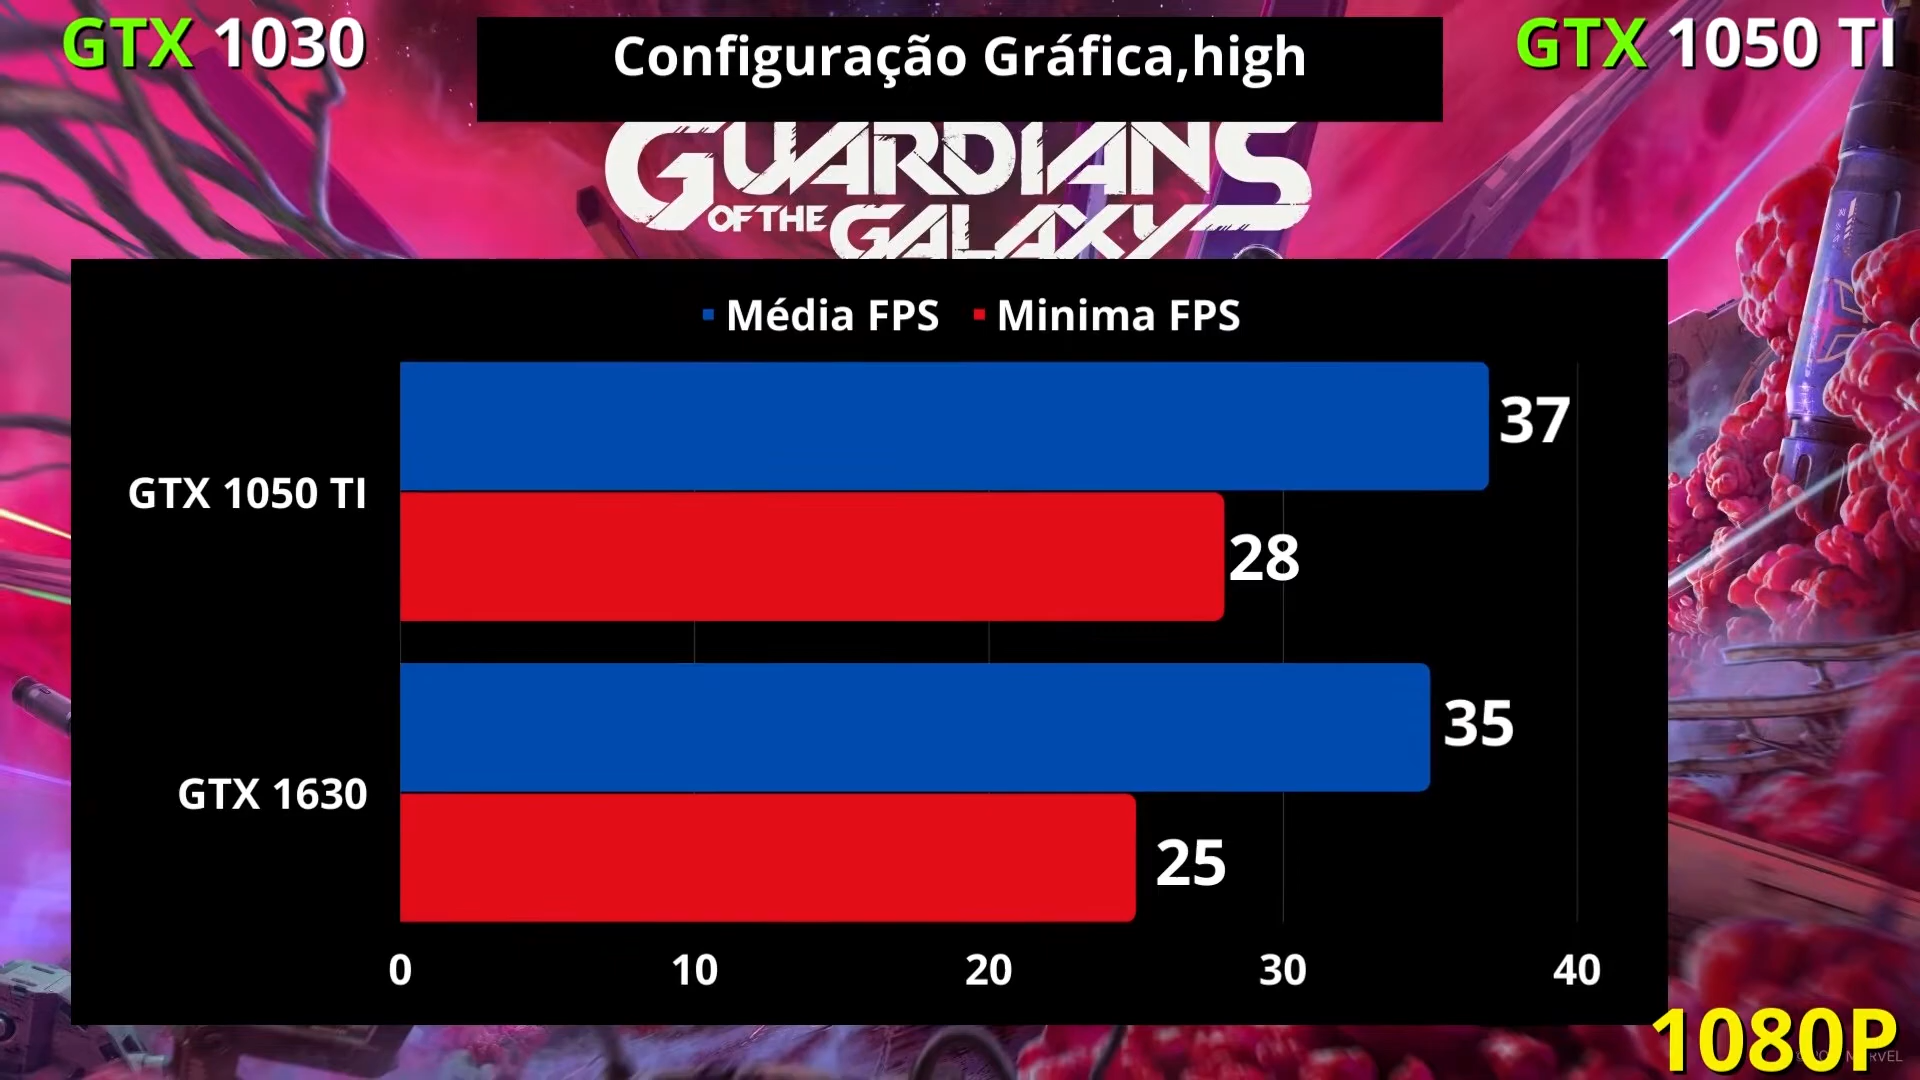 GTX 1030
Configuração Gráfica,high
GTX 1050 TI
GUARDIANS
OF THE GALAXY
Média FPS Minima FPS
GTX 1050 TI
37
28
GTX 1630
35
25
0 10 20 30 40
1080P
MARVEL